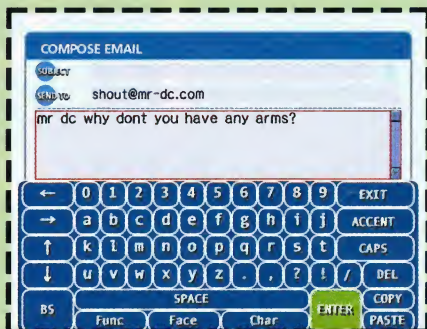 COMPOSE EMAIL
SUBJECT
SEND TO shout@mr-dc.com
mr dc why dont you have any arms?
← 0 1 2 3 4 5 6 7 8 9 EXIT
→ a b c d e f g h i j ACCENT
↑ k l m n o p q r s t CAPS
↓ u v w x y z . , ? ! / DEL
BS SPACE ENTER COPY
Func Face Char PASTE